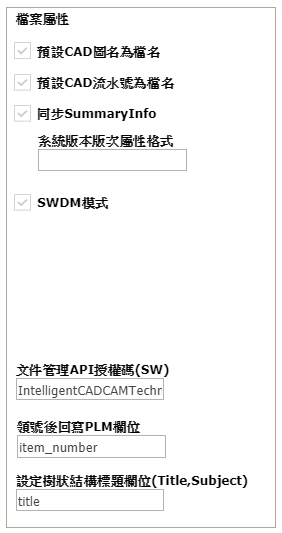 檔案屬性
預設CAD圖名為檔名
預設CAD流水號為檔名
同步SummaryInfo
系統版本版次屬性格式
SWDM模式
文件管理API授權碼(SW)
IntelligentCADCAMTechr
領號後回寫PLM欄位
item_number
設定樹狀結構標題欄位(Title,Subject)
title